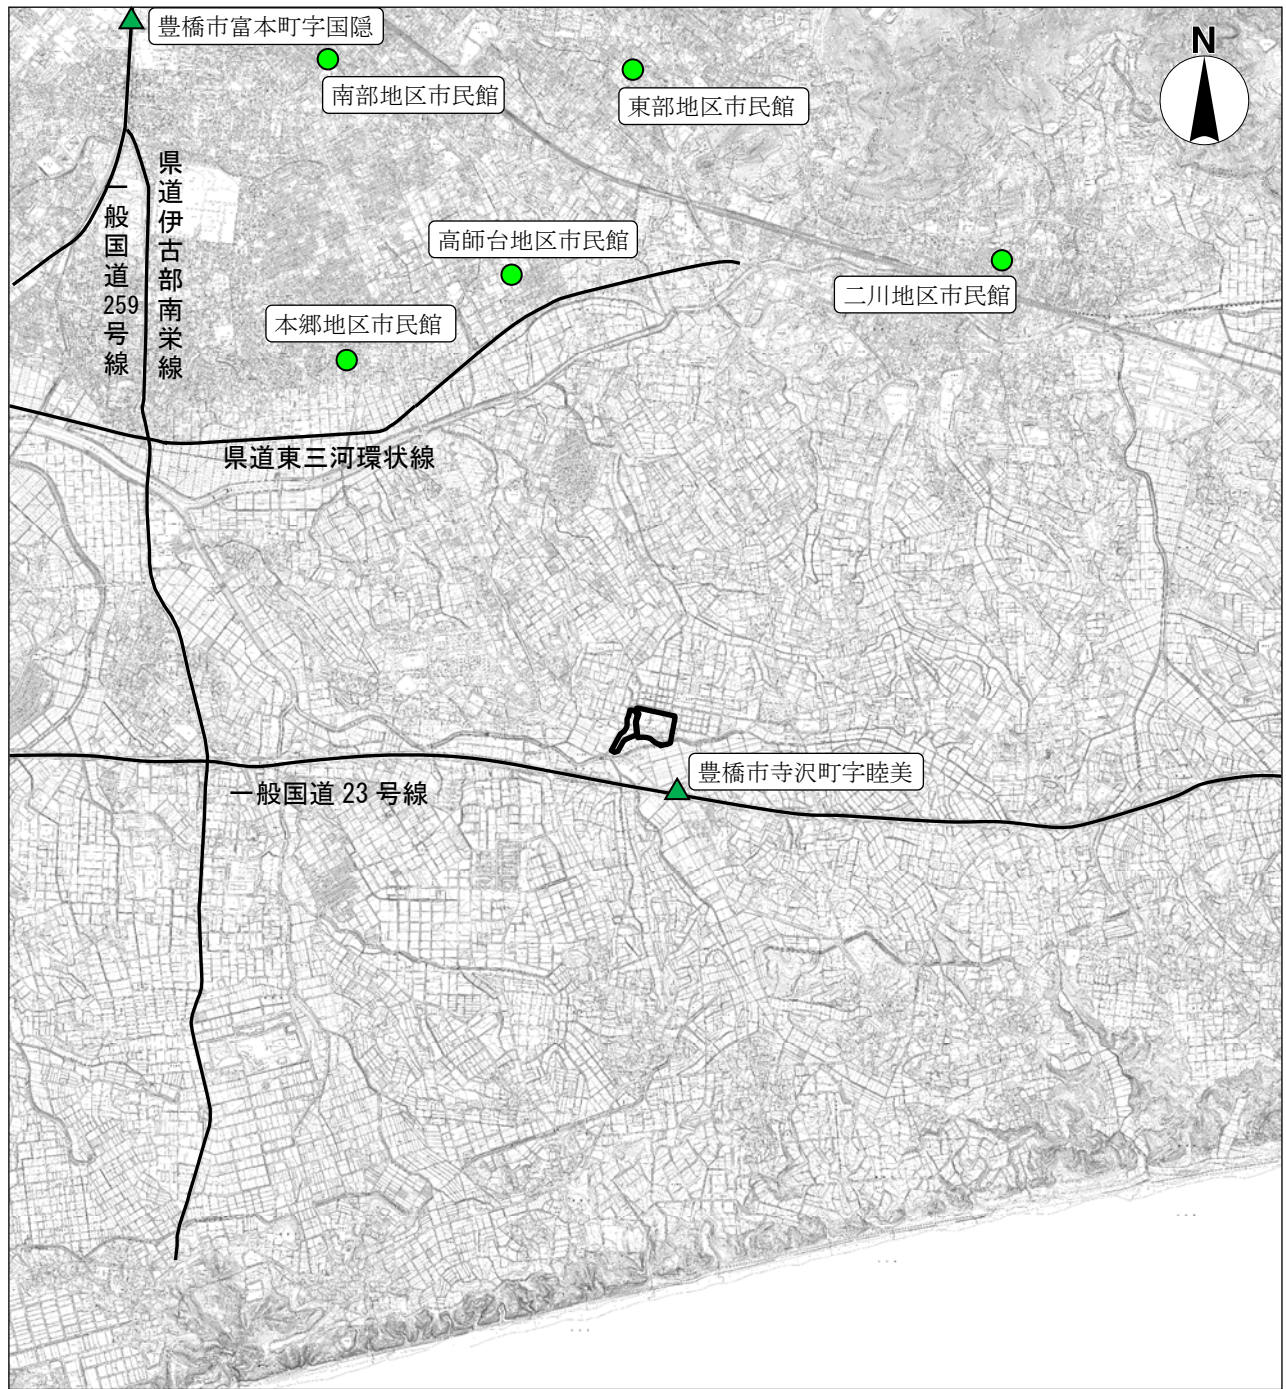 豊橋市富本町字国隠
N
南部地区市民館
東部地区市民館
県道伊古部南栄線
一般国道259号線
高師台地区市民館
二川地区市民館
本郷地区市民館
県道東三河環状線
豊橋市寺沢町字睦美
一般国道 23 号線